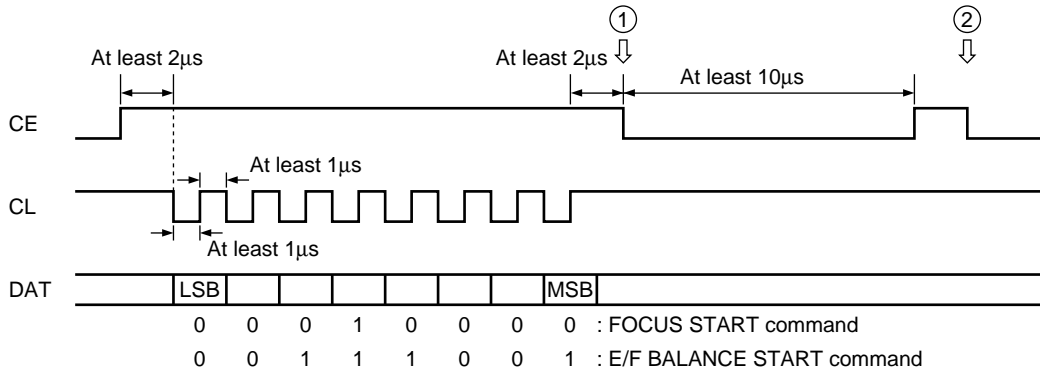 ① ②
At least 2μs At least 2μs At least 10μs
CE
At least 1μs
CL
At least 1μs
DAT LSB MSB
0 0 0 1 0 0 0 0 : FOCUS START command
0 0 1 1 1 0 0 1 : E/F BALANCE START command